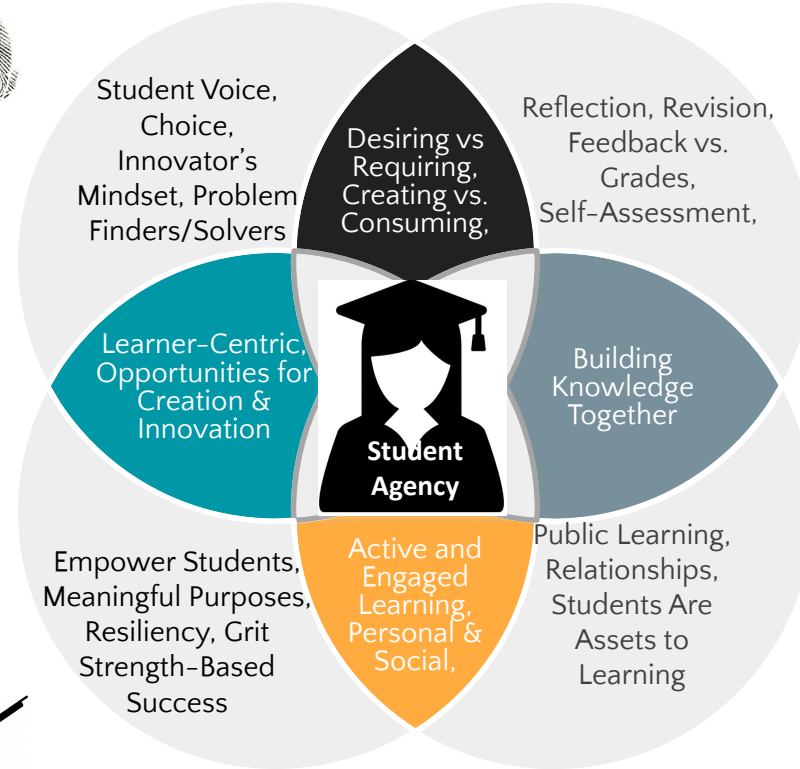 Student Voice,
Choice,
Innovator's
Mindset, Problem
Finders/Solvers
Desiring vs
Requiring,
Creating vs.
Consuming,
Reflection, Revision,
Feedback vs.
Grades,
Self-Assessment,
Learner-Centric,
Opportunities for
Creation &
Innovation
Student
Agency
Building
Knowledge
Together
Empower Students,
Meaningful Purposes,
Resiliency, Grit
Strength-Based
Success
Active and
Engaged
Learning,
Personal &
Social,
Public Learning,
Relationships,
Students Are
Assets to
Learning